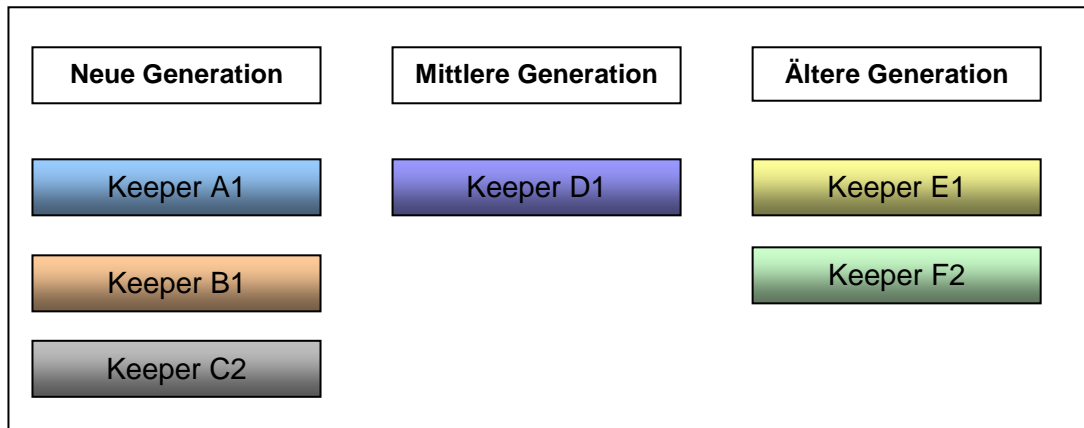 Neue Generation
Mittlere Generation
Ältere Generation
Keeper A1
Keeper D1
Keeper E1
Keeper B1
Keeper F2
Keeper C2